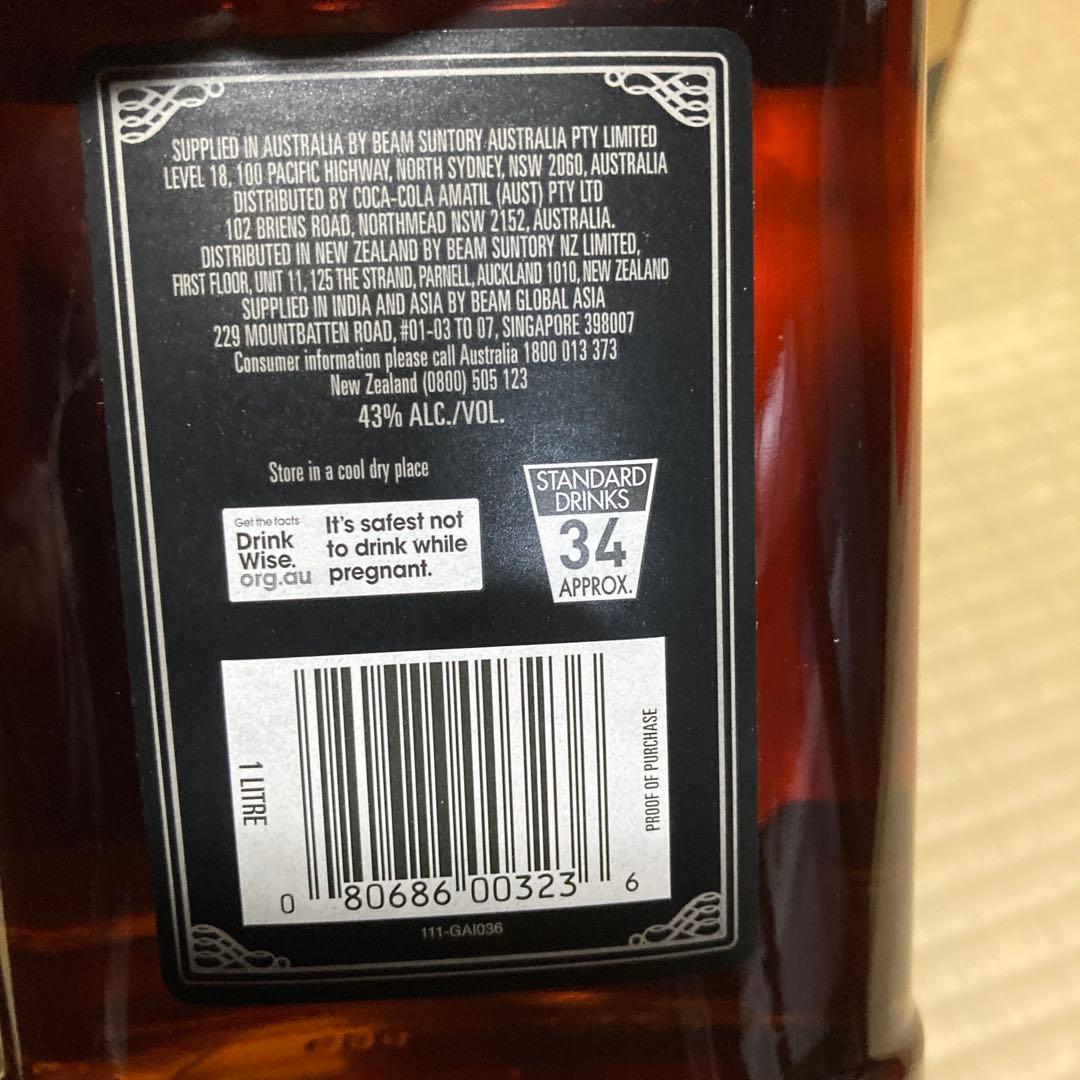 SUPPLIED IN AUSTRALIA BY BEAM SUNTORY AUSTRALIA PTY LIMITED
LEVEL 18, 100 PACIFIC HIGHWAY, NORTH SYDNEY, NSW 2060, AUSTRALIA
DISTRIBUTED BY COCA-COLA AMATIL (AUST) PTY LTD
102 BRIENS ROAD, NORTHMEAD NSW 2152, AUSTRALIA.
DISTRIBUTED IN NEW ZEALAND BY BEAM SUNTORY NZ LIMITED,
FIRST FLOOR, UNIT 11, 125 THE STRAND, PARNELL, AUCKLAND 1010, NEW ZEALAND
SUPPLIED IN INDIA AND ASIA BY BEAM GLOBAL ASIA
229 MOUNTBATTEN ROAD, #01-03 TO 07, SINGAPORE 398007
Consumer information please call Australia 1800 013 373
New Zealand (0800) 505 123
43% ALC./VOL.
Store in a cool dry place
Get the facts
Drink
Wise.
org.au
It's safest not
to drink while
pregnant.
STANDARD
DRINKS
34
APPROX.
1 LITRE
PROOF OF PURCHASE
0 80686 00323 6
111-GAI036